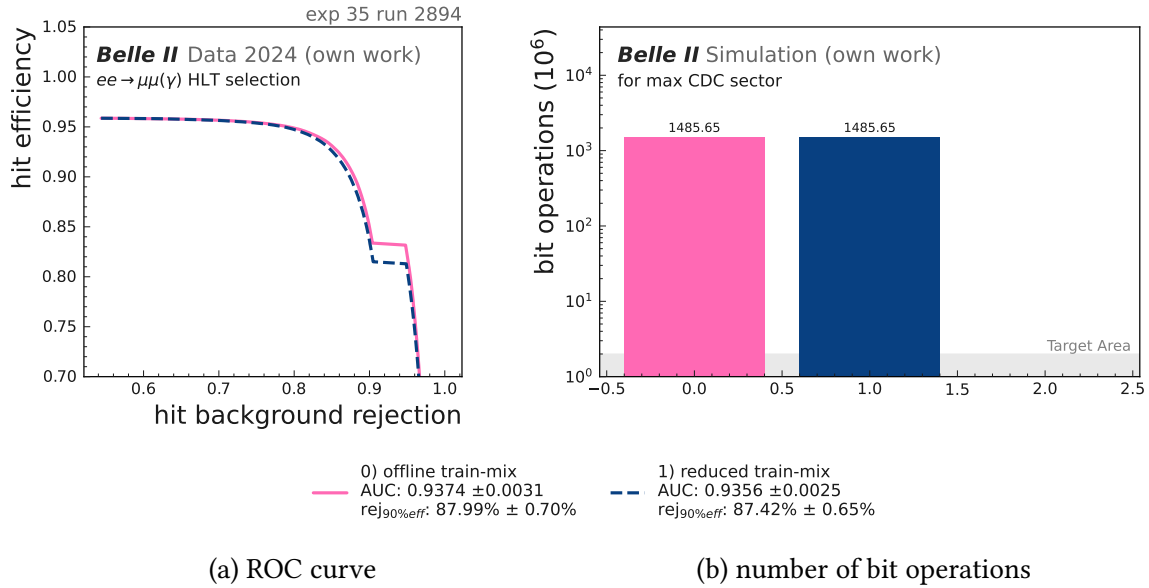 exp 35 run 2894
Belle II Data 2024 (own work)
ee→μμ(γ) HLT selection
hit efficiency
1.05
1.00
0.95
0.90
0.85
0.80
0.75
0.70
0.6
0.7
0.8
0.9
1.0
hit background rejection
Belle II Simulation (own work)
for max CDC sector
bit operations (10⁶)
10⁴
10³
10²
10¹
10⁰
1485.65
1485.65
Target Area
−0.5
0.0
0.5
1.0
1.5
2.0
2.5
0) offline train-mix
AUC: 0.9374 ±0.0031
rej90%eff: 87.99% ± 0.70%
1) reduced train-mix
AUC: 0.9356 ±0.0025
rej90%eff: 87.42% ± 0.65%
(a) ROC curve
(b) number of bit operations